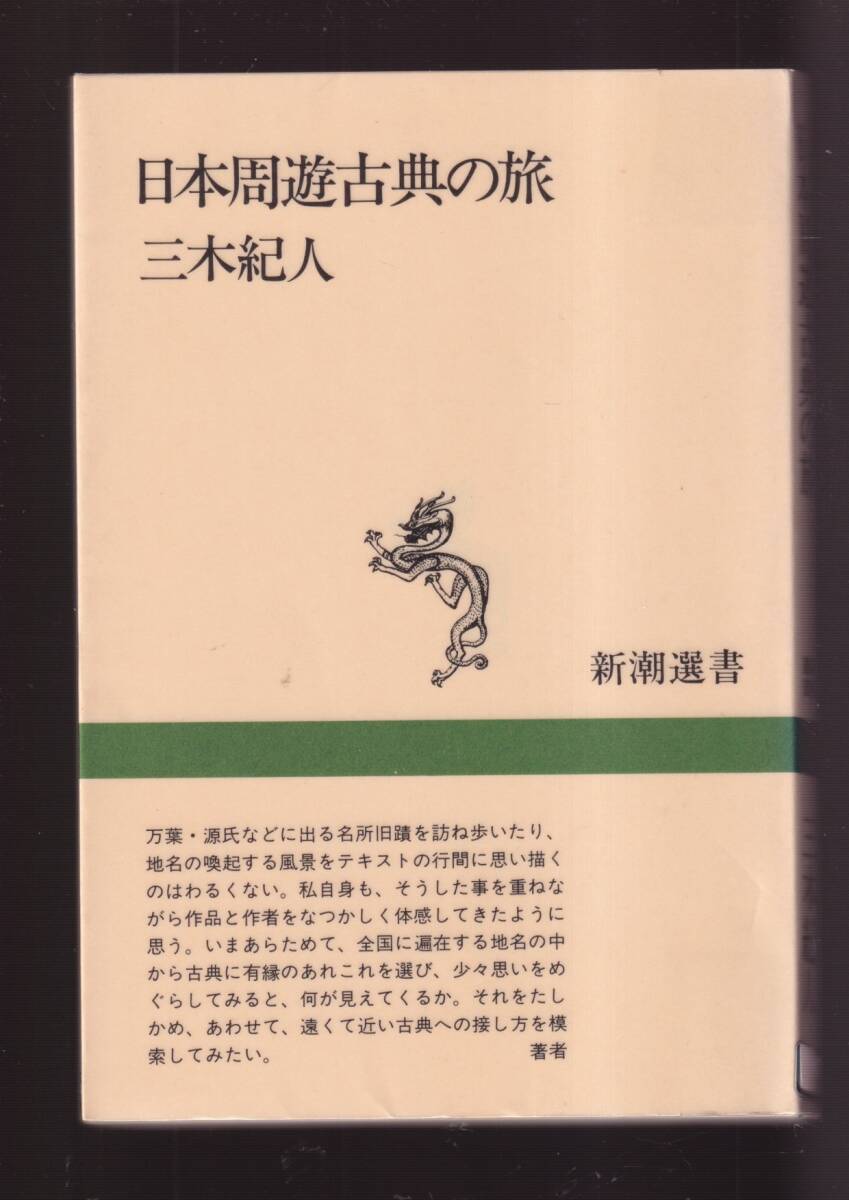 日本周遊古典の旅
三木紀人
新潮選書
万葉・源氏などに出る名所旧蹟を訪ね歩いたり、
地名の喚起する風景をテキストの行間に思い描く
のはわるくない。私自身も、そうした事を重ねな
がら作品と作者をなつかしく体感してきたように
思う。いまあらためて、全国に遍在する地名の中
から古典に有縁のあれこれを選び、少々思いをめ
ぐらしてみると、何が見えてくるか。それをたし
かめ、あわせて、遠くて近い古典への接し方を模
索してみたい。 著者